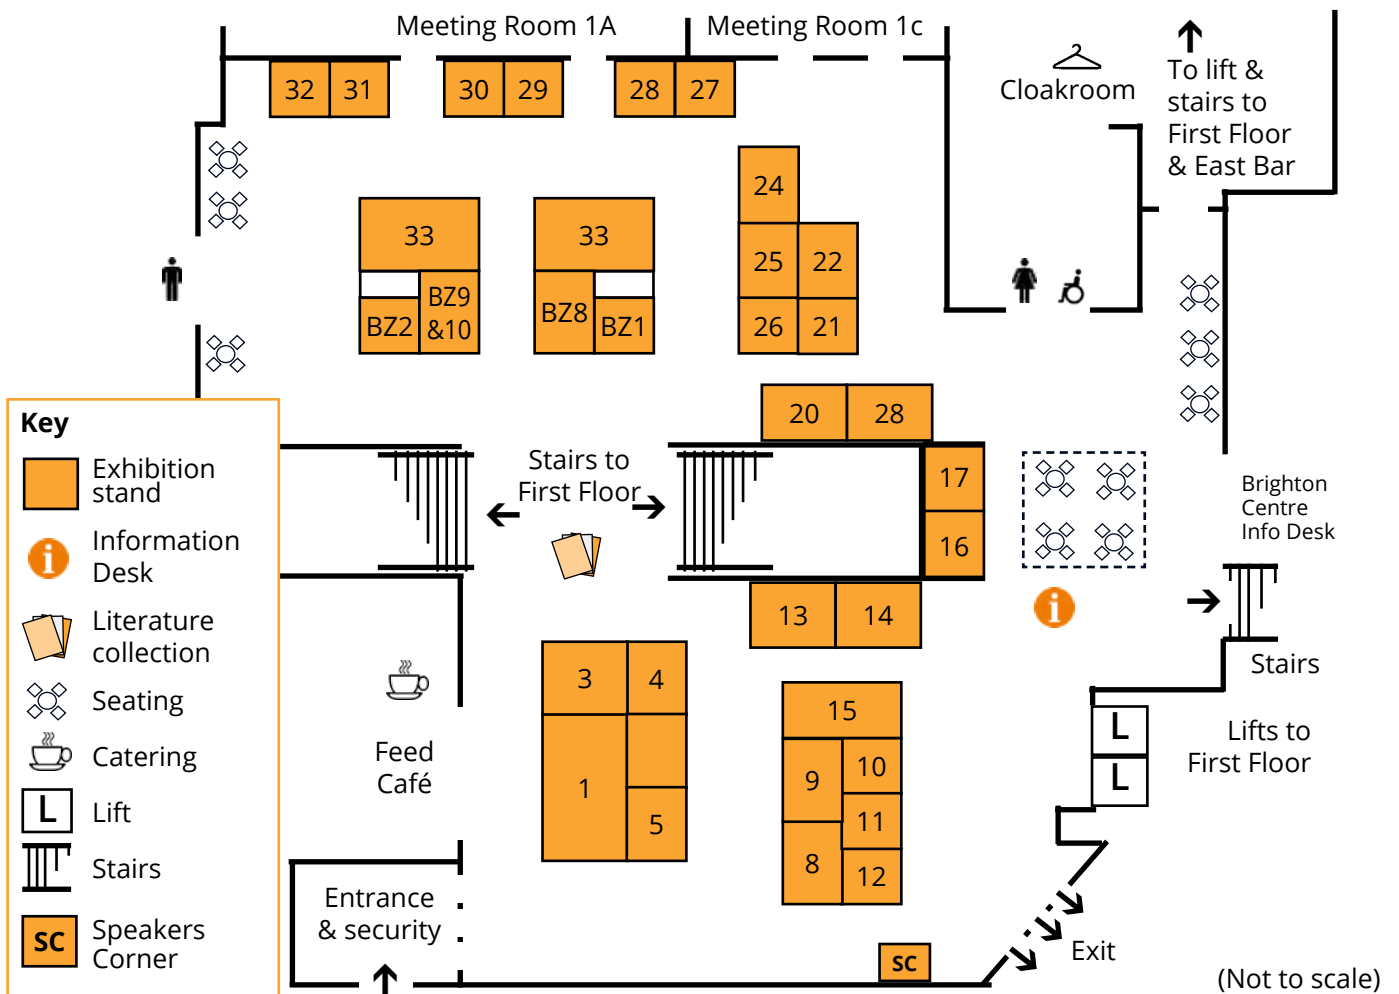 Meeting Room 1A
Meeting Room 1c
Cloakroom
To lift &
stairs to
First Floor
& East Bar
32
31
30
29
28
27
24
33
33
25
22
BZ2
BZ9
&10
BZ8
BZ1
26
21
20
28
Stairs to
First Floor
17
16
Brighton
Centre
Info Desk
13
14
Stairs
3
4
15
1
5
9
10
11
8
12
Feed
Café
L
L
Lifts to
First Floor
Entrance
& security
SC
Exit
(Not to scale)
Key
Exhibition
stand
i
Information
Desk
i
Literature
collection
Seating
Catering
L
Lift
Stairs
SC
Speakers
Corner